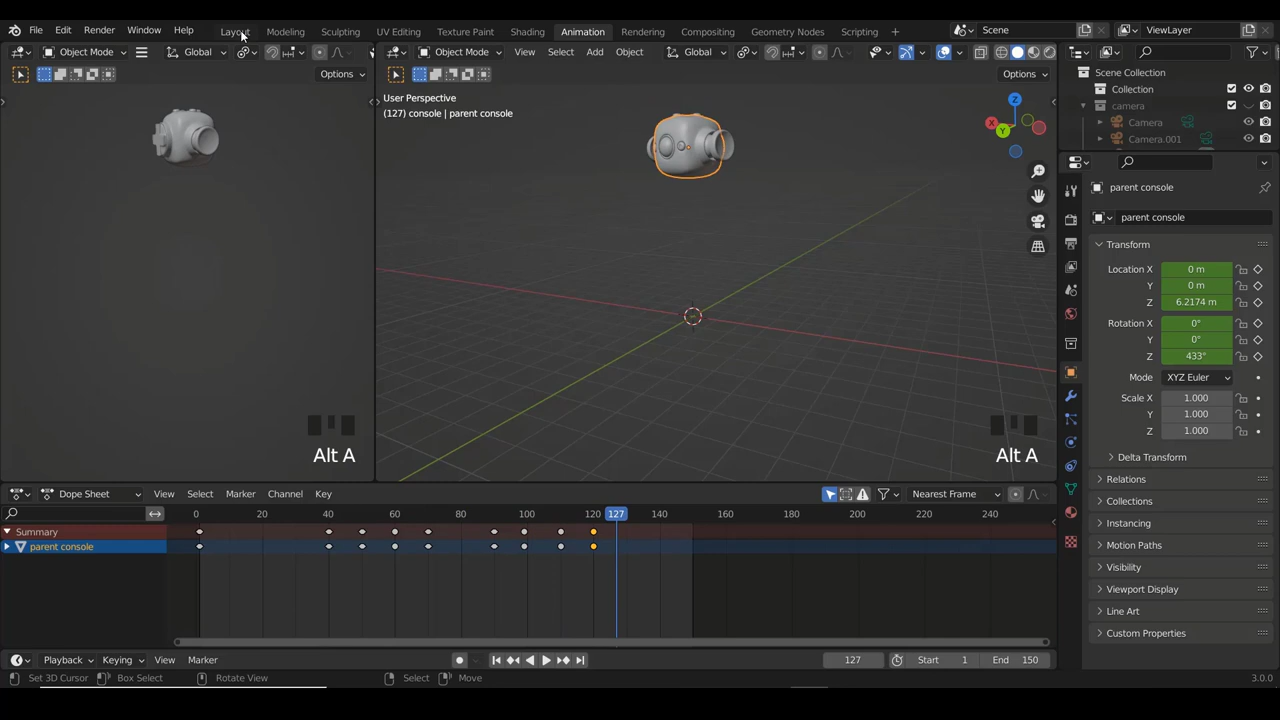 File Edit Render Window Help Layout Modeling Sculpting UV Editing Texture Paint Shading Animation Rendering Compositing Geometry Nodes Scripting + Scene ViewLayer
Object Mode Global Object Mode View Select Add Object Global
Options Options
User Perspective
(127) console | parent console
Z
X
Y
Alt A
Alt A
Scene Collection
Collection
camera
Camera
Camera.001
parent console
parent console
Transform
Location X 0 m
Y 0 m
Z 6.2174 m
Rotation X 0°
Y 0°
Z 433°
Mode XYZ Euler
Scale X 1.000
Y 1.000
Z 1.000
Delta Transform
Relations
Collections
Instancing
Motion Paths
Visibility
Viewport Display
Line Art
Custom Properties
Dope Sheet View Select Marker Channel Key Nearest Frame
0 20 40 60 80 100 120 127 140 160 180 200 220 240
Summary
parent console
Playback Keying View Marker 127 Start 1 End 150
Set 3D Cursor Box Select Rotate View Select Move 3.0.0